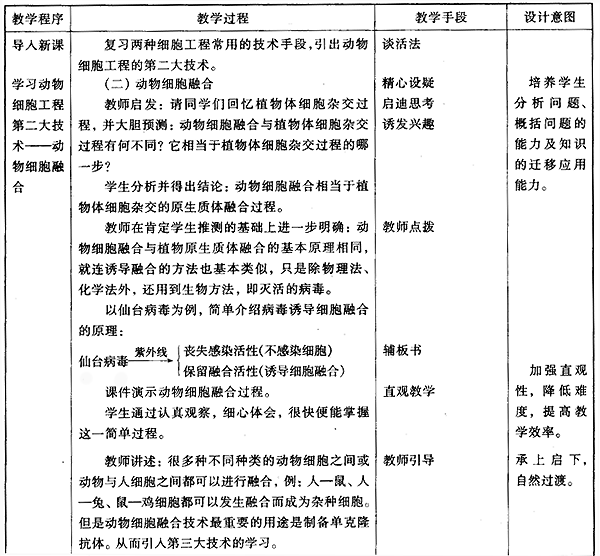 教学程序 教学过程 教学手段 设计意图
导入新课 复习两种细胞工程常用的技术手段,引出动物 谈活法
细胞工程的第二大技术。
学习动物 (二)动物细胞融合 精心设疑 培养学生
细胞工程 教师启发:请同学们回忆植物体细胞杂交过 启迪思考 分析问题、
第二大技 程,并大胆预测:动物细胞融合与植物体细胞杂交 诱发兴趣 概括问题的
术——动 过程有何不同?它相当于植物体细胞杂交过程的哪 能力及知识
物细胞融 一步? 的迁移应用
合 学生分析并得出结论:动物细胞融合相当于植 能力。
物体细胞杂交的原生质体融合过程。
教师在肯定学生推测的基础上进一步明确:动 教师点拨
物细胞融合与植物原生质体融合的基本原理相同,
就连诱导融合的方法也基本类似,只是除物理法、
化学法外,还用到生物方法,即灭活的病毒。
以仙台病毒为例,简单介绍病毒诱导细胞融合
的原理:
仙台病毒 紫外线 丧失感染活性(不感染细胞) 辅板书
保留融合活性(诱导细胞融合) 加强直观
课件演示动物细胞融合过程。 直观教学 性,降低难
学生通过认真观察,细心体会,很快便能掌握 度,提高教
这一简单过程。 学效率。
教师讲述:很多种不同种类的动物细胞之间或 教师引导 承上启下,
动物与人细胞之间都可以进行融合,例:人—鼠、人 自然过渡。
—兔、鼠—鸡细胞都可以发生融合而成为杂种细胞。
但是动物细胞融合技术最重要的用途是制备单克隆
抗体。从而引入第三大技术的学习。